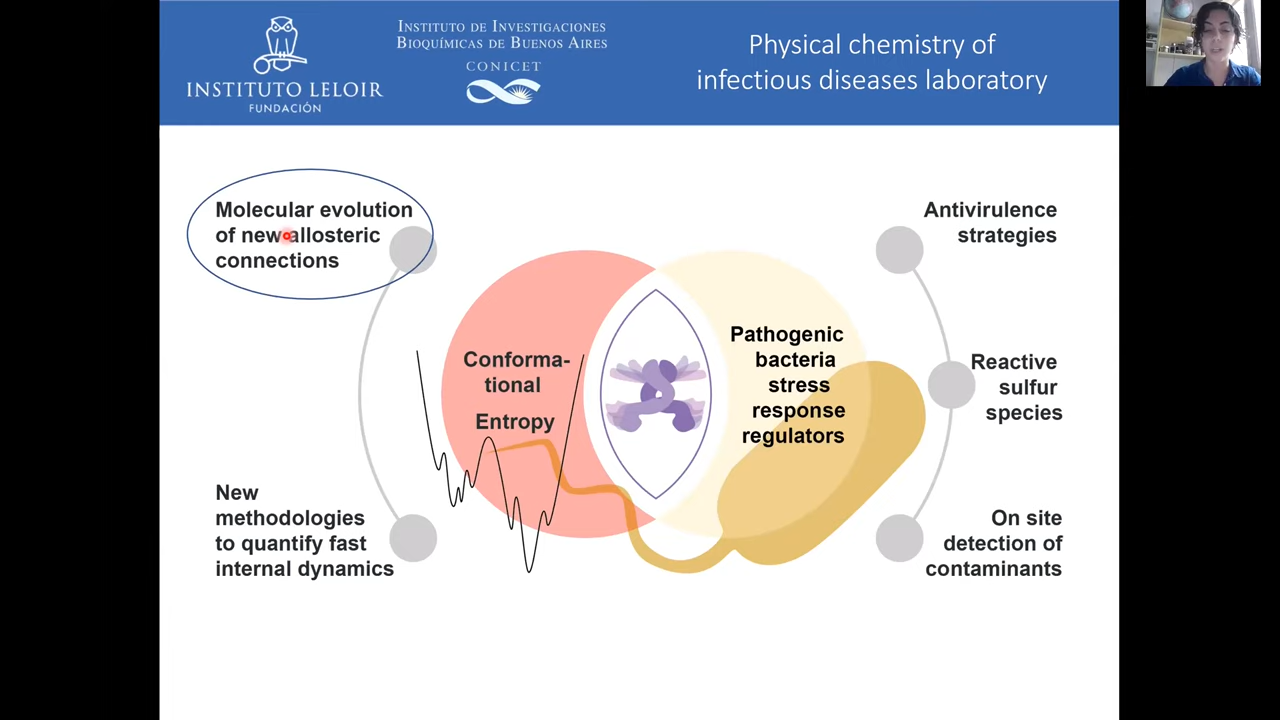 INSTITUTO LELOIR
FUNDACIÓN
INSTITUTO DE INVESTIGACIONES
BIOQUÍMICAS DE BUENOS AIRES
CONICET
Physical chemistry of
infectious diseases laboratory
Molecular evolution
of new allosteric
connections
New
methodologies
to quantify fast
internal dynamics
Conforma-
tional
Entropy
Pathogenic
bacteria
stress
response
regulators
Antivirulence
strategies
Reactive
sulfur
species
On site
detection of
contaminants